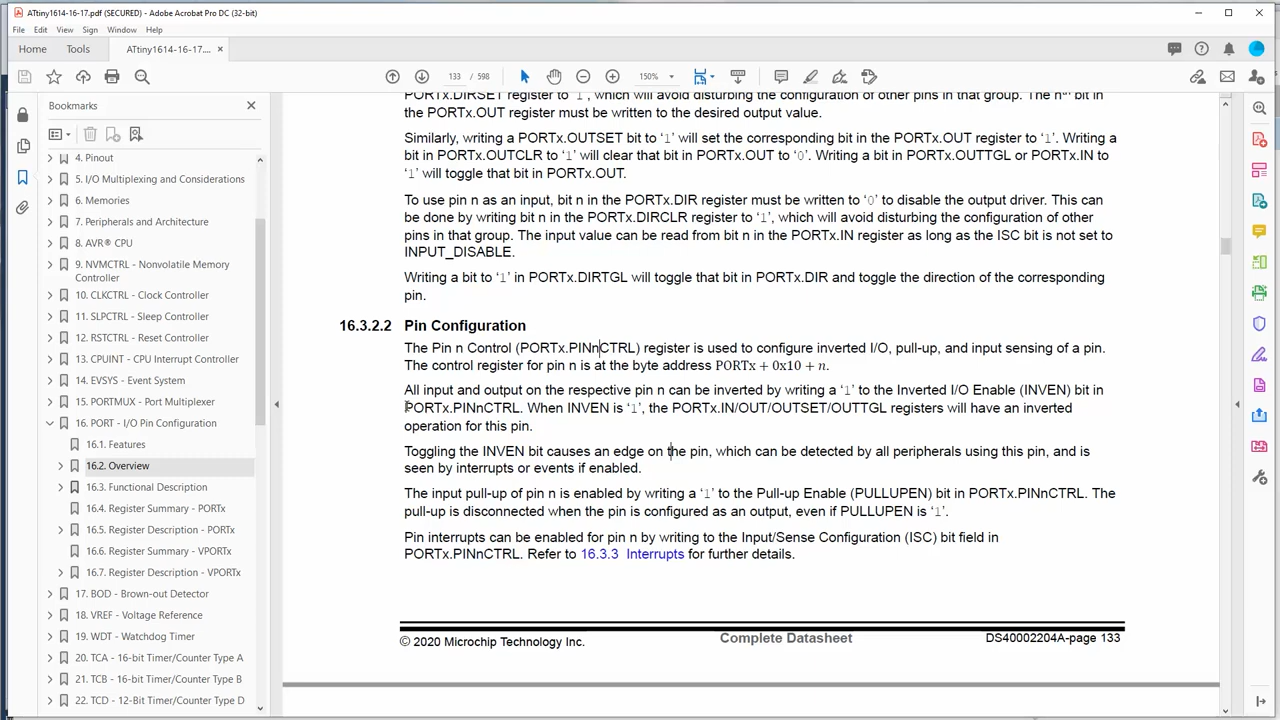 ATtiny1614-16-17.pdf (SECURED) - Adobe Acrobat Pro DC (32-bit)
File Edit View Sign Window Help
Home Tools ATtiny1614-16-17.... ×
133 / 598 150%
Bookmarks
4. Pinout
5. I/O Multiplexing and Considerations
6. Memories
7. Peripherals and Architecture
8. AVR® CPU
9. NVMCTRL - Nonvolatile Memory
Controller
10. CLKCTRL - Clock Controller
11. SLPCTRL - Sleep Controller
12. RSTCTRL - Reset Controller
13. CPUINT - CPU Interrupt Controller
14. EVSYS - Event System
15. PORTMUX - Port Multiplexer
16. PORT - I/O Pin Configuration
16.1. Features
16.2. Overview
16.3. Functional Description
16.4. Register Summary - PORTx
16.5. Register Description - PORTx
16.6. Register Summary - VPORTx
16.7. Register Description - VPORTx
17. BOD - Brown-out Detector
18. VREF - Voltage Reference
19. WDT - Watchdog Timer
20. TCA - 16-bit Timer/Counter Type A
21. TCB - 16-bit Timer/Counter Type B
22. TCD - 12-Bit Timer/Counter Type D
PORTx.DIRSET register to '1', which will avoid disturbing the configuration of other pins in that group. The nth bit in
the PORTx.OUT register must be written to the desired output value.
Similarly, writing a PORTx.OUTSET bit to '1' will set the corresponding bit in the PORTx.OUT register to '1'. Writing a
bit in PORTx.OUTCLR to '1' will clear that bit in PORTx.OUT to '0'. Writing a bit in PORTx.OUTTGL or PORTx.IN to
'1' will toggle that bit in PORTx.OUT.
To use pin n as an input, bit n in the PORTx.DIR register must be written to '0' to disable the output driver. This can
be done by writing bit n in the PORTx.DIRCLR register to '1', which will avoid disturbing the configuration of other
pins in that group. The input value can be read from bit n in the PORTx.IN register as long as the ISC bit is not set to
INPUT_DISABLE.
Writing a bit to '1' in PORTx.DIRTGL will toggle that bit in PORTx.DIR and toggle the direction of the corresponding
pin.
16.3.2.2 Pin Configuration
The Pin n Control (PORTx.PINnCTRL) register is used to configure inverted I/O, pull-up, and input sensing of a pin.
The control register for pin n is at the byte address PORTx + 0x10 + n.
All input and output on the respective pin n can be inverted by writing a '1' to the Inverted I/O Enable (INVEN) bit in
PORTx.PINnCTRL. When INVEN is '1', the PORTx.IN/OUT/OUTSET/OUTTGL registers will have an inverted
operation for this pin.
Toggling the INVEN bit causes an edge on the pin, which can be detected by all peripherals using this pin, and is
seen by interrupts or events if enabled.
The input pull-up of pin n is enabled by writing a '1' to the Pull-up Enable (PULLUPEN) bit in PORTx.PINnCTRL. The
pull-up is disconnected when the pin is configured as an output, even if PULLUPEN is '1'.
Pin interrupts can be enabled for pin n by writing to the Input/Sense Configuration (ISC) bit field in
PORTx.PINnCTRL. Refer to 16.3.3 Interrupts for further details.
© 2020 Microchip Technology Inc. Complete Datasheet DS40002204A-page 133